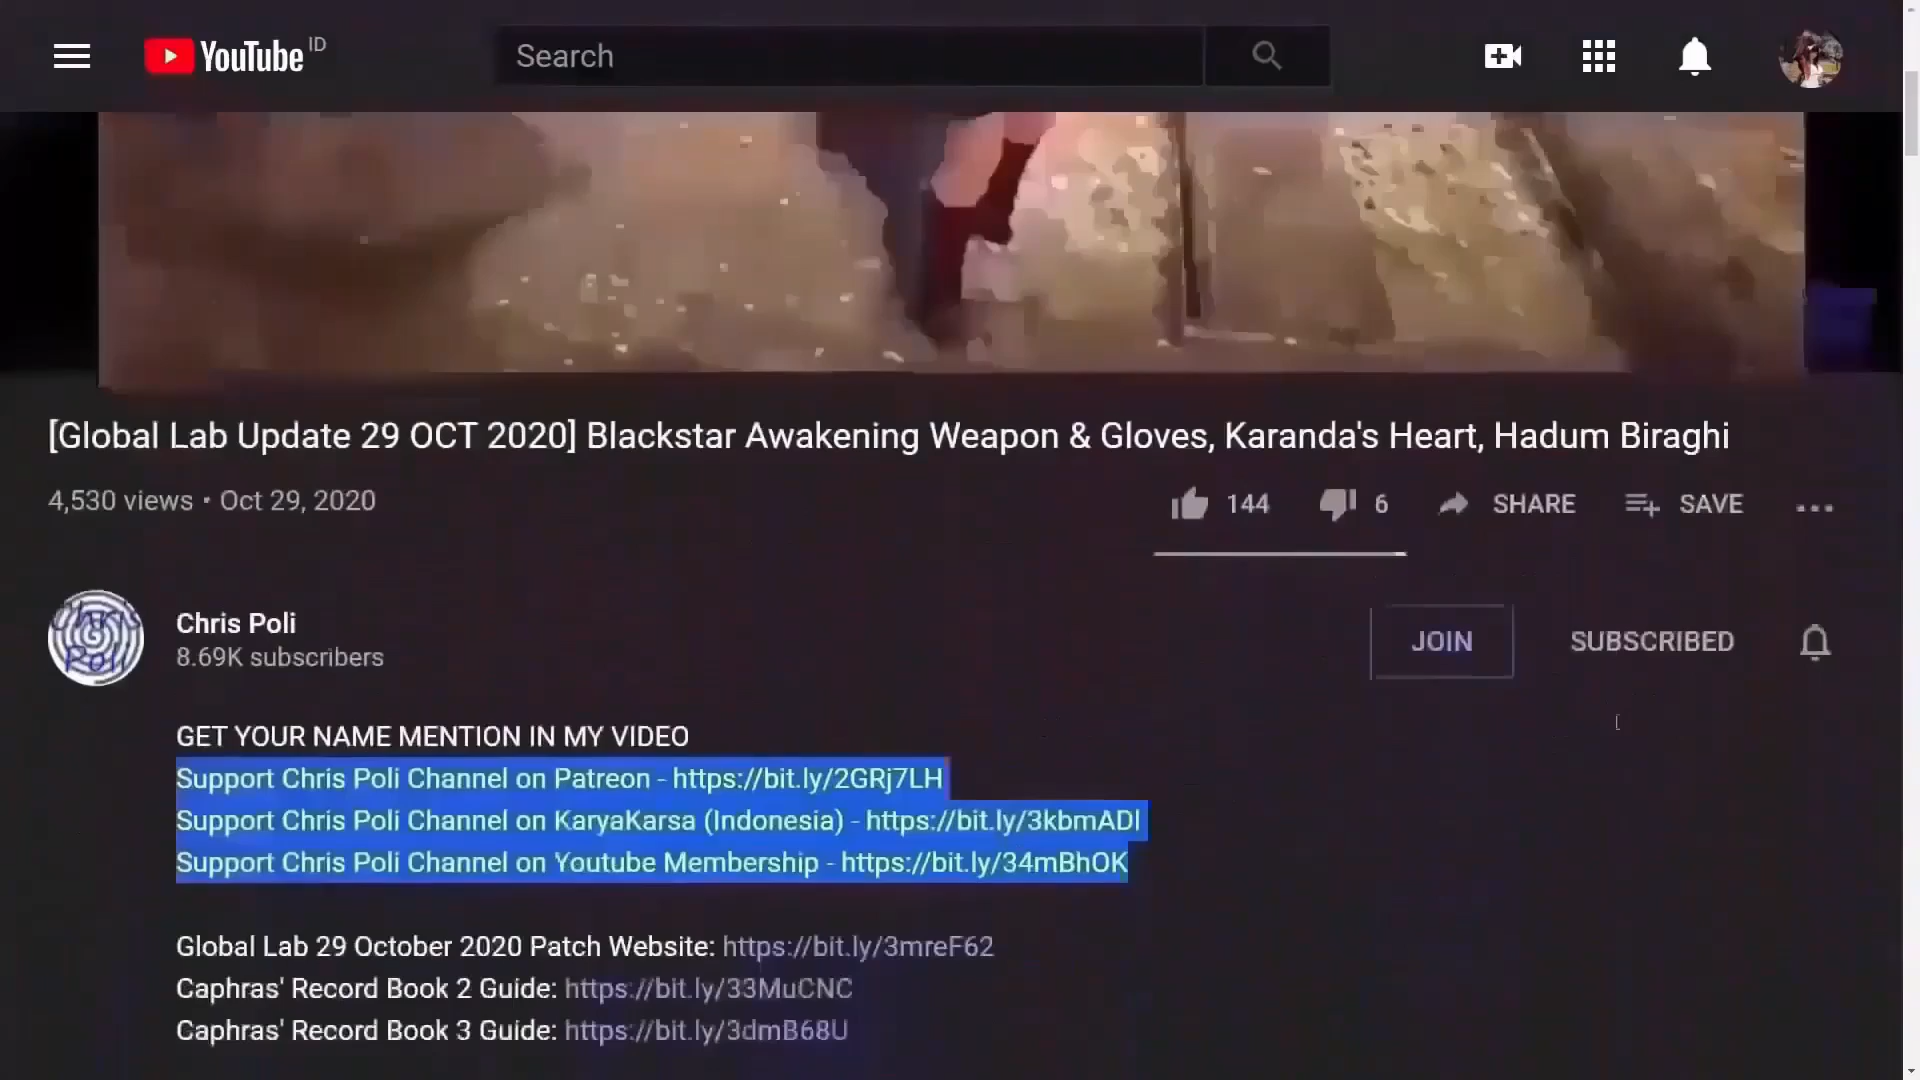 YouTube ID
Search
[Global Lab Update 29 OCT 2020] Blackstar Awakening Weapon & Gloves, Karanda's Heart, Hadum Biraghi
4,530 views • Oct 29, 2020
144 6 SHARE SAVE
Chris Poli
Chris Poli
8.69K subscribers
JOIN SUBSCRIBED
GET YOUR NAME MENTION IN MY VIDEO
Support Chris Poli Channel on Patreon - https://bit.ly/2GRj7LH
Support Chris Poli Channel on KaryaKarsa (Indonesia) - https://bit.ly/3kbmADl
Support Chris Poli Channel on Youtube Membership - https://bit.ly/34mBhOK
Global Lab 29 October 2020 Patch Website: https://bit.ly/3mreF62
Caphras' Record Book 2 Guide: https://bit.ly/33MuCNC
Caphras' Record Book 3 Guide: https://bit.ly/3dmB68U